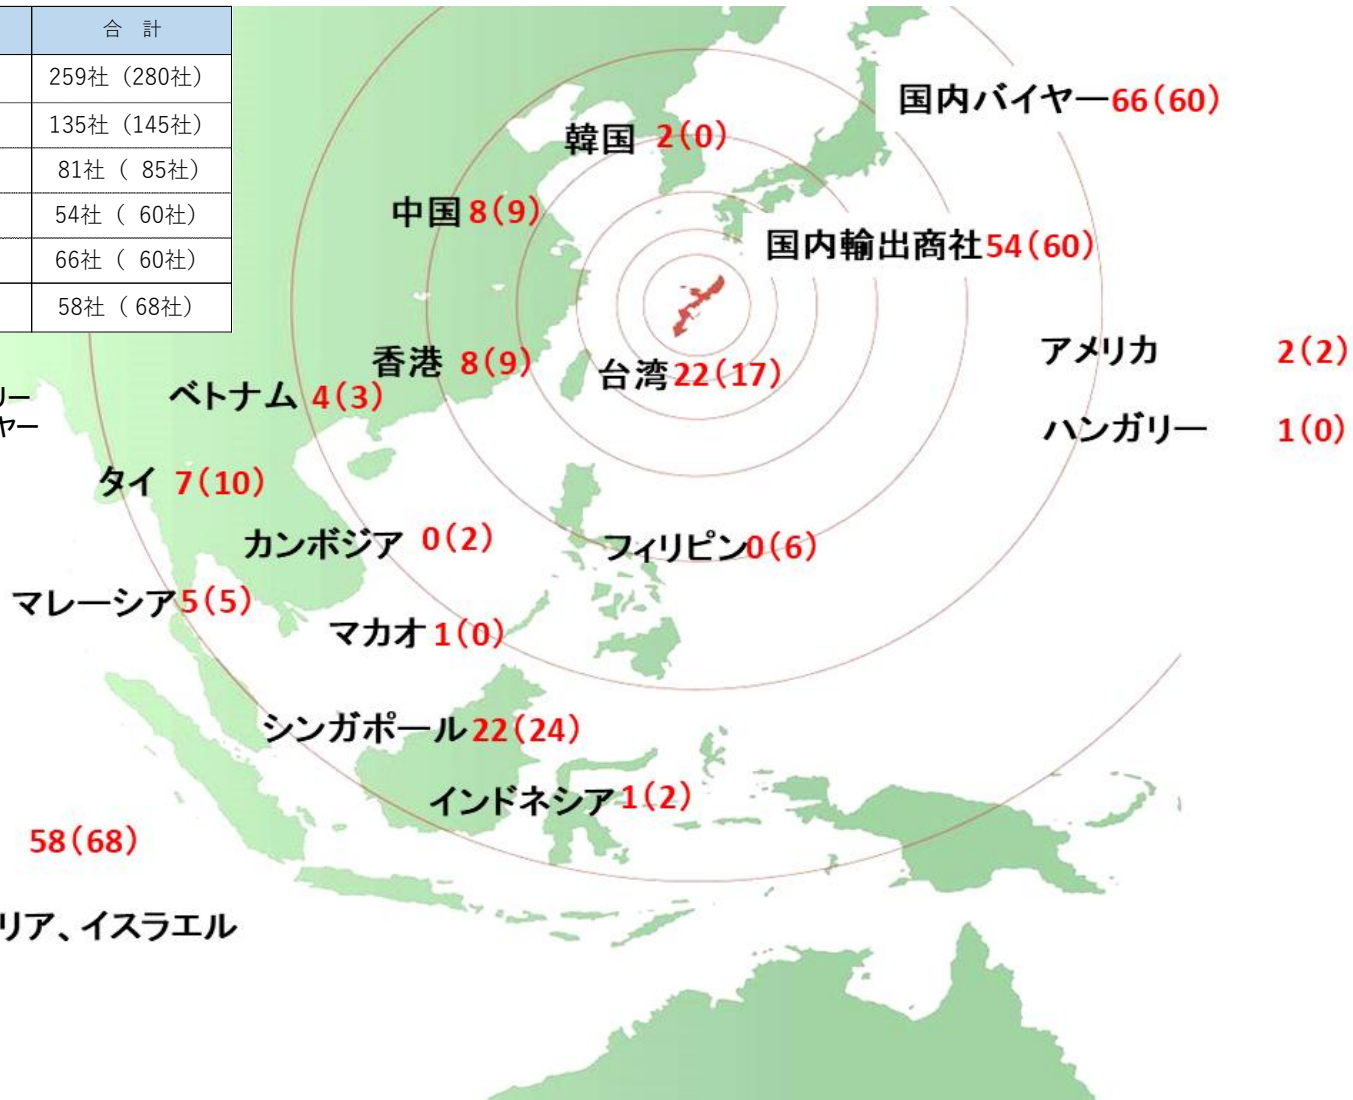 合 計
259社（280社）
135社（145社）
81社（ 85社）
54社（ 60社）
66社（ 60社）
58社（ 68社）
国内バイヤー66(60)
韓国 2(0)
中国8(9)
国内輸出商社54(60)
香港 8(9)
台湾22(17)
アメリカ 2(2)
リー
ヤー
ベトナム 4(3)
ハンガリー 1(0)
タイ 7(10)
カンボジア 0(2)
フィリピン0(6)
マレーシア5(5)
マカオ1(0)
シンガポール22(24)
インドネシア1(2)
58(68)
リア、イスラエル